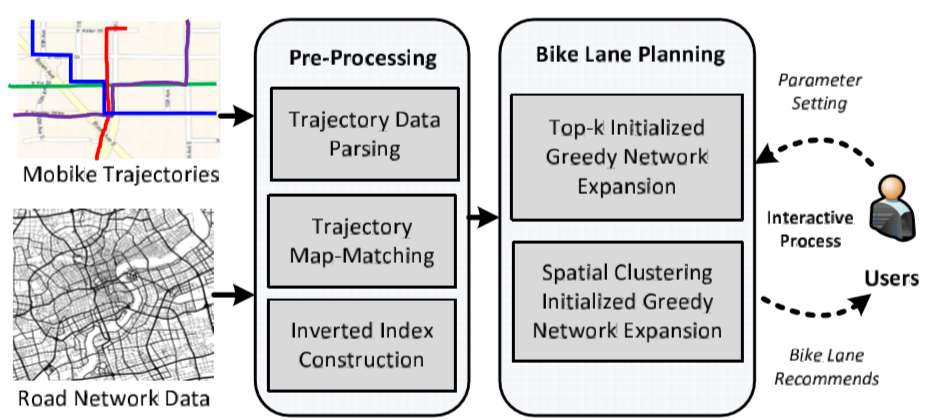 Mobike Trajectories
Road Network Data
Pre-Processing
Trajectory Data
Parsing
Trajectory
Map-Matching
Inverted Index
Construction
Bike Lane Planning
Top-k Initialized
Greedy Network
Expansion
Spatial Clustering
Initialized Greedy
Network Expansion
Parameter
Setting
Interactive
Process
Users
Bike Lane
Recommends